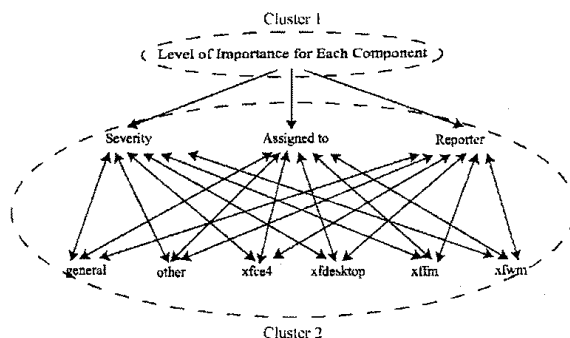 Cluster 1
Level of Importance for Each Component
Severity
Assigned to
Reporter
general
other
xfce4
xfdesktop
xffm
xfwm
Cluster 2